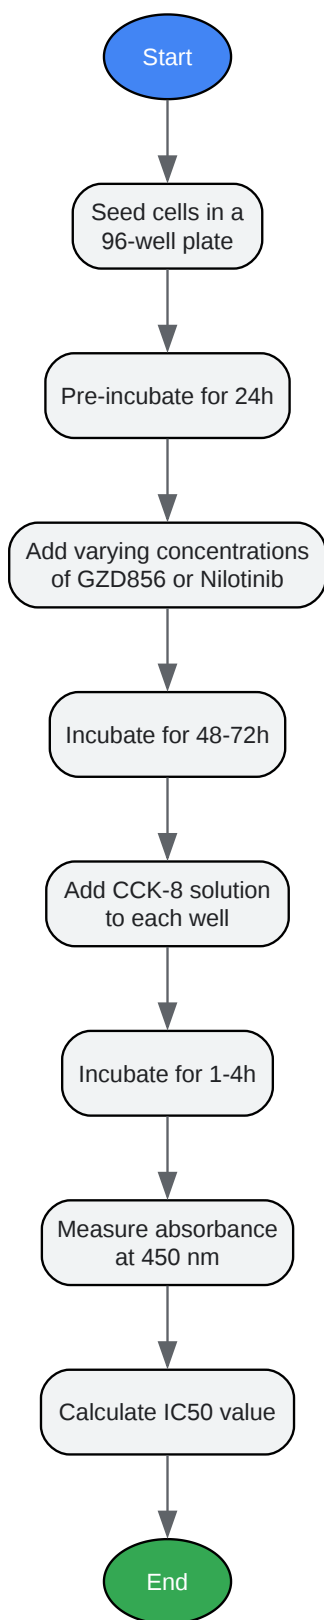 Start
Seed cells in a
96-well plate
Pre-incubate for 24h
Add varying concentrations
of GZD856 or Nilotinib
Incubate for 48-72h
Add CCK-8 solution
to each well
Incubate for 1-4h
Measure absorbance
at 450 nm
Calculate IC50 value
End